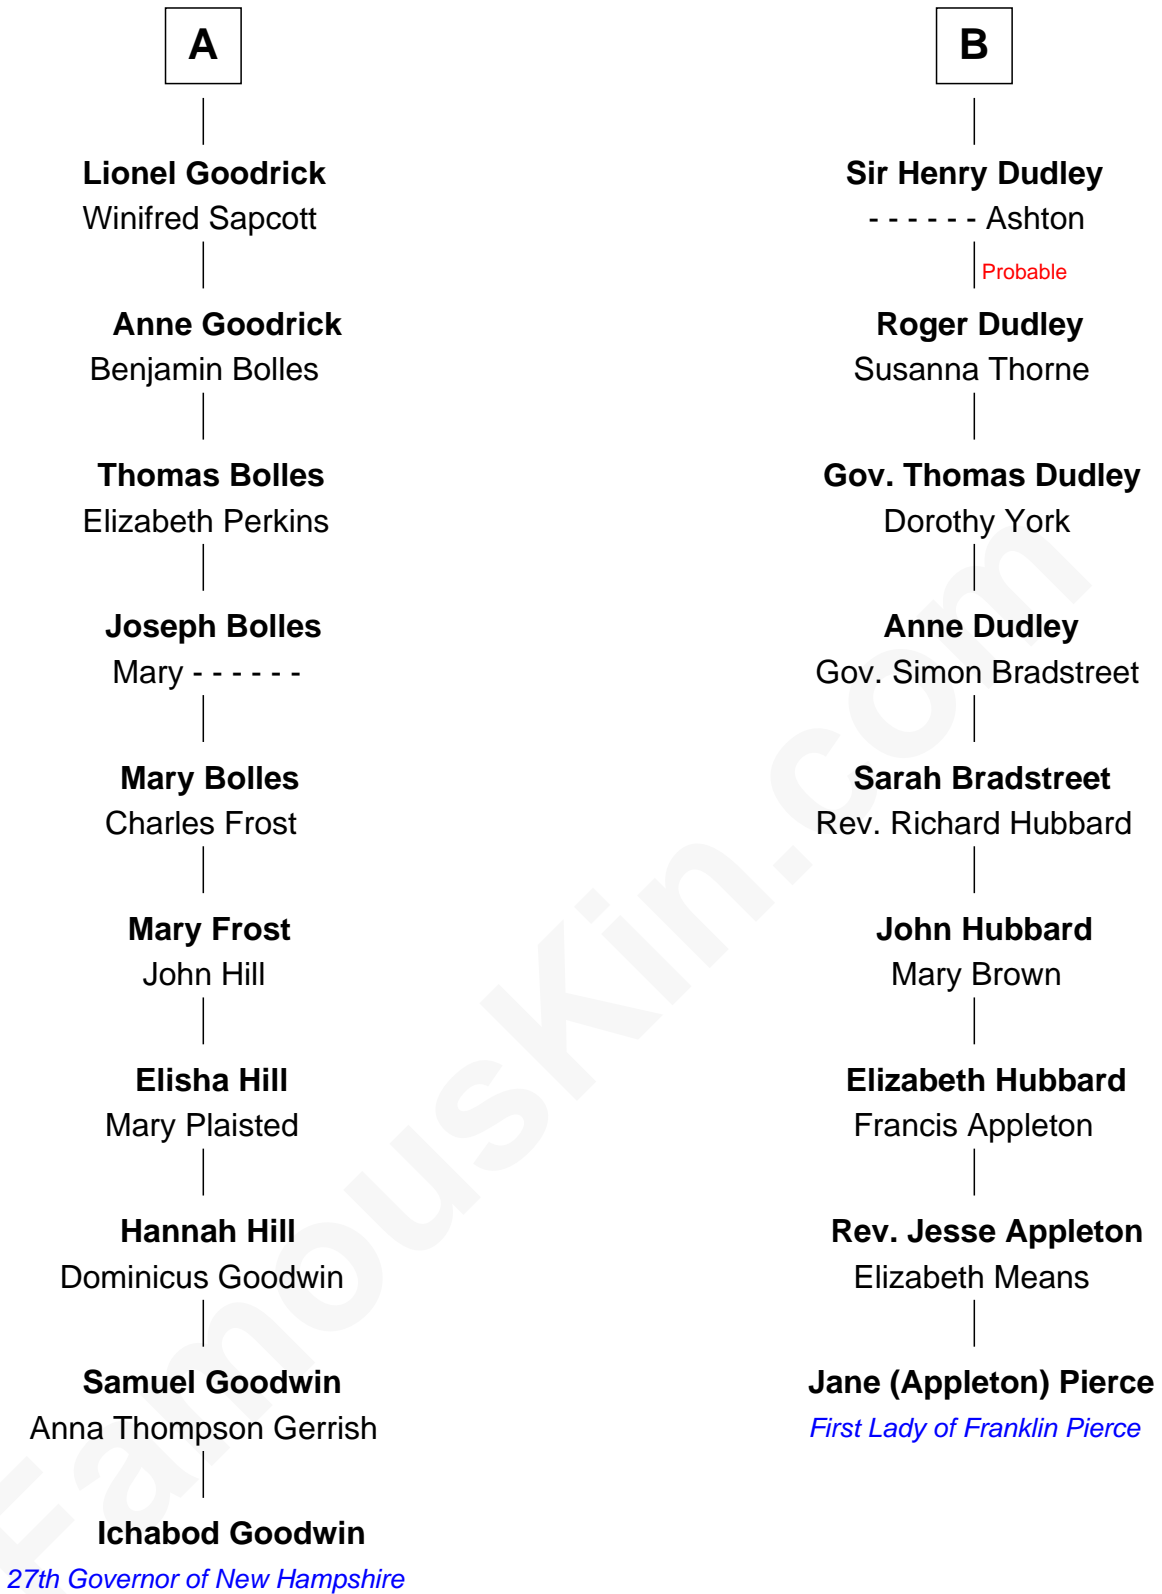 A
Lionel Goodrick
Winifred Sapcott
Anne Goodrick
Benjamin Bolles
Thomas Bolles
Elizabeth Perkins
Joseph Bolles
Mary - - - - - -
Mary Bolles
Charles Frost
Mary Frost
John Hill
Elisha Hill
Mary Plaisted
Hannah Hill
Dominicus Goodwin
Samuel Goodwin
Anna Thompson Gerrish
Ichabod Goodwin
27th Governor of New Hampshire
B
Sir Henry Dudley
- - - - - - Ashton
Probable
Roger Dudley
Susanna Thorne
Gov. Thomas Dudley
Dorothy York
Anne Dudley
Gov. Simon Bradstreet
Sarah Bradstreet
Rev. Richard Hubbard
John Hubbard
Mary Brown
Elizabeth Hubbard
Francis Appleton
Rev. Jesse Appleton
Elizabeth Means
Jane (Appleton) Pierce
First Lady of Franklin Pierce
FamousKin.com